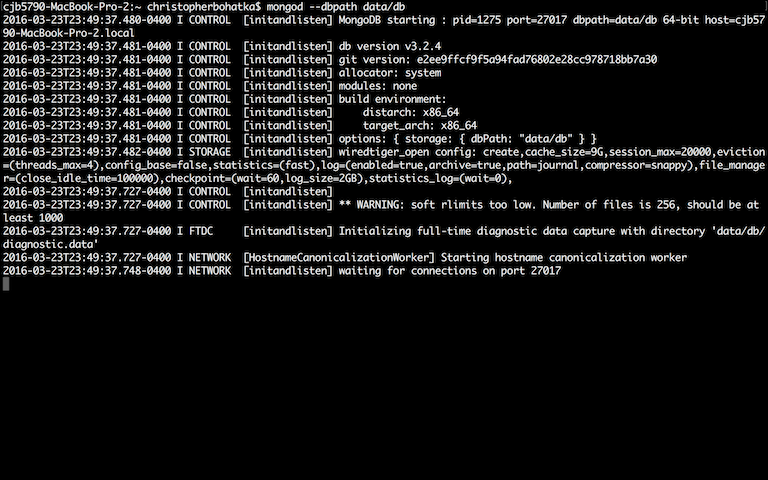 cjb5790-MacBook-Pro-2:~ christopherbohatka$ mongod --dbpath data/db
2016-03-23T23:49:37.480-0400 I CONTROL  [initandlisten] MongoDB starting : pid=1275 port=27017 dbpath=data/db 64-bit host=cjb57
90-MacBook-Pro-2.local
2016-03-23T23:49:37.481-0400 I CONTROL  [initandlisten] db version v3.2.4
2016-03-23T23:49:37.481-0400 I CONTROL  [initandlisten] git version: e2ee9ffcf9f5a94fad76802e28cc978718bb7a30
2016-03-23T23:49:37.481-0400 I CONTROL  [initandlisten] allocator: system
2016-03-23T23:49:37.481-0400 I CONTROL  [initandlisten] modules: none
2016-03-23T23:49:37.481-0400 I CONTROL  [initandlisten] build environment:
2016-03-23T23:49:37.481-0400 I CONTROL  [initandlisten]     distarch: x86_64
2016-03-23T23:49:37.481-0400 I CONTROL  [initandlisten]     target_arch: x86_64
2016-03-23T23:49:37.481-0400 I CONTROL  [initandlisten] options: { storage: { dbPath: "data/db" } }
2016-03-23T23:49:37.482-0400 I STORAGE  [initandlisten] wiredtiger_open config: create,cache_size=9G,session_max=20000,eviction
=(threads_max=4),config_base=false,statistics=(fast),log=(enabled=true,archive=true,path=journal,compressor=snappy),file_manage
r=(close_idle_time=100000),checkpoint=(wait=60,log_size=2GB),statistics_log=(wait=0),
2016-03-23T23:49:37.727-0400 I CONTROL  [initandlisten]
2016-03-23T23:49:37.727-0400 I CONTROL  [initandlisten] ** WARNING: soft rlimits too low. Number of files is 256, should be at
least 1000
2016-03-23T23:49:37.727-0400 I FTDC     [initandlisten] Initializing full-time diagnostic data capture with directory 'data/db/
diagnostic.data'
2016-03-23T23:49:37.727-0400 I NETWORK  [HostnameCanonicalizationWorker] Starting hostname canonicalization worker
2016-03-23T23:49:37.748-0400 I NETWORK  [initandlisten] waiting for connections on port 27017